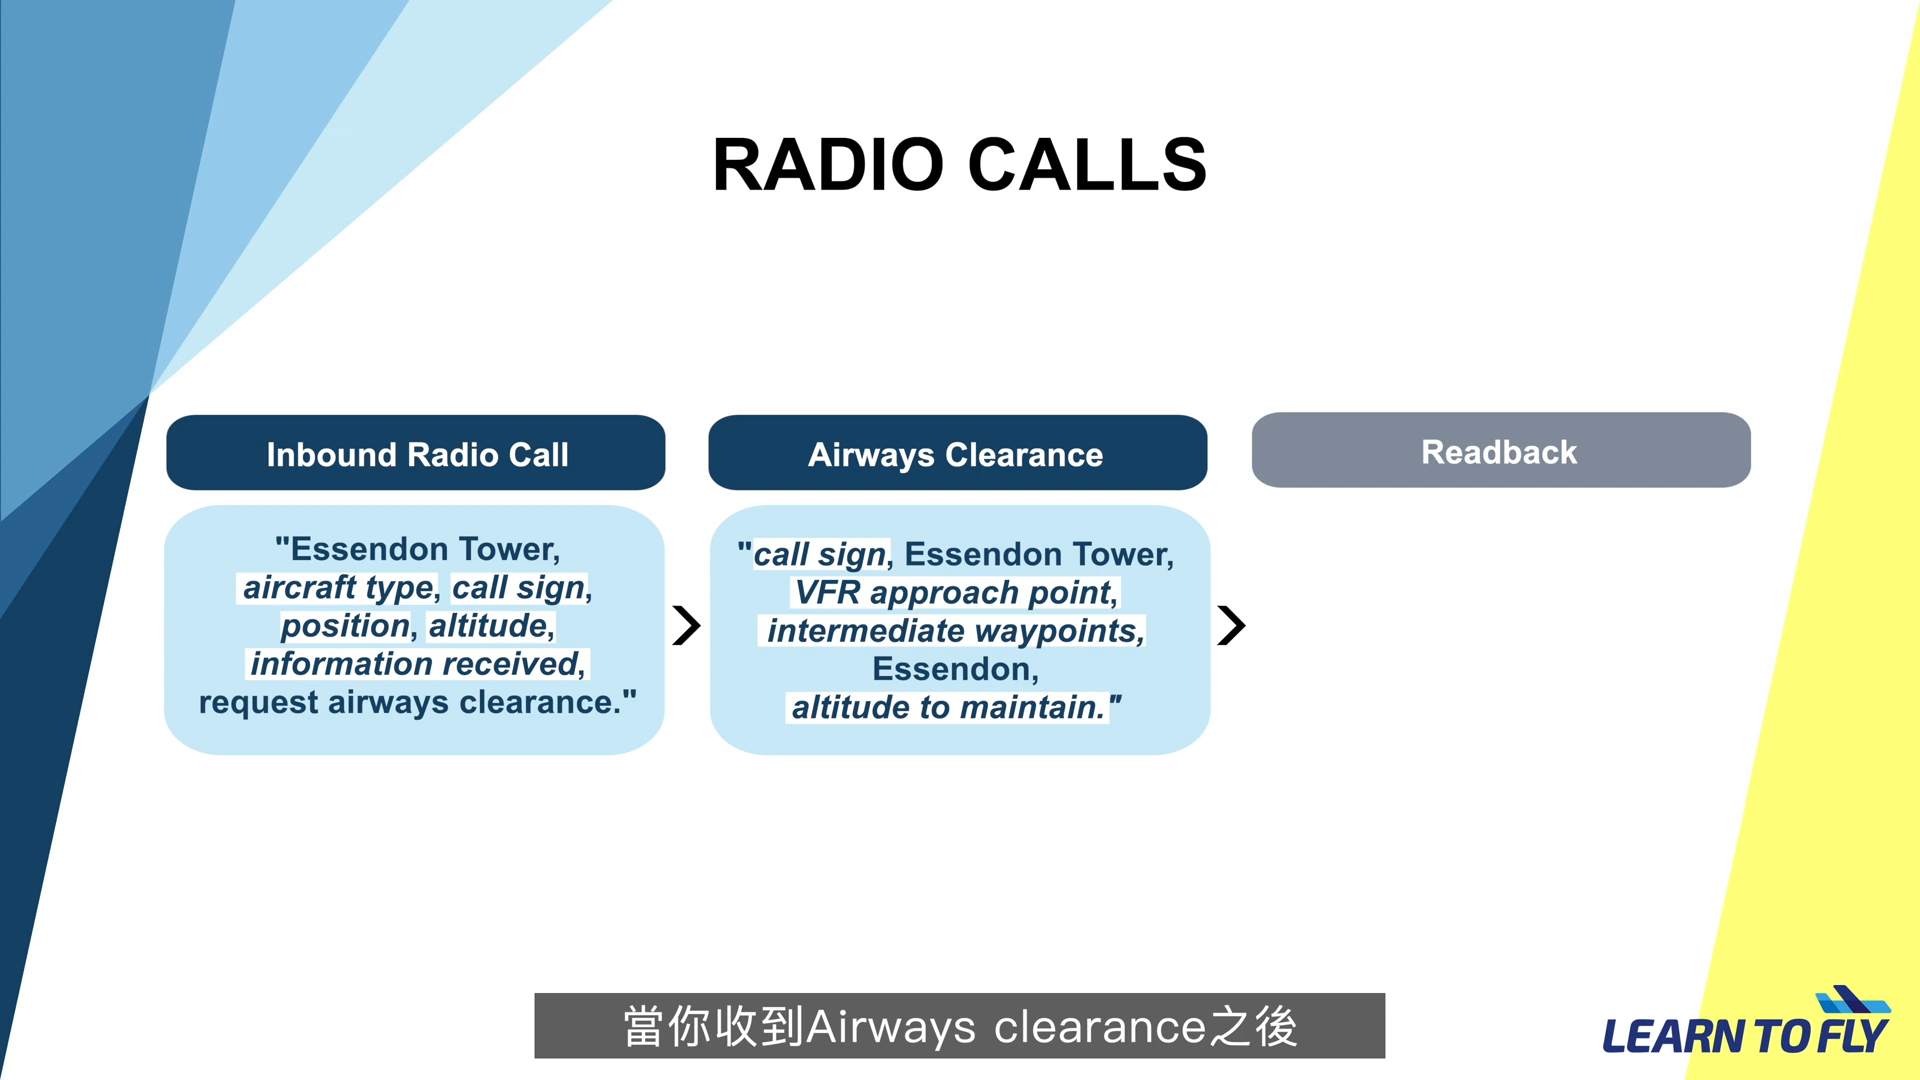 RADIO CALLS
Inbound Radio Call
"Essendon Tower,
aircraft type, call sign,
position, altitude,
information received,
request airways clearance."
Airways Clearance
"call sign, Essendon Tower,
VFR approach point,
intermediate waypoints,
Essendon,
altitude to maintain."
Readback
當你收到Airways clearance之後
LEARN TO FLY